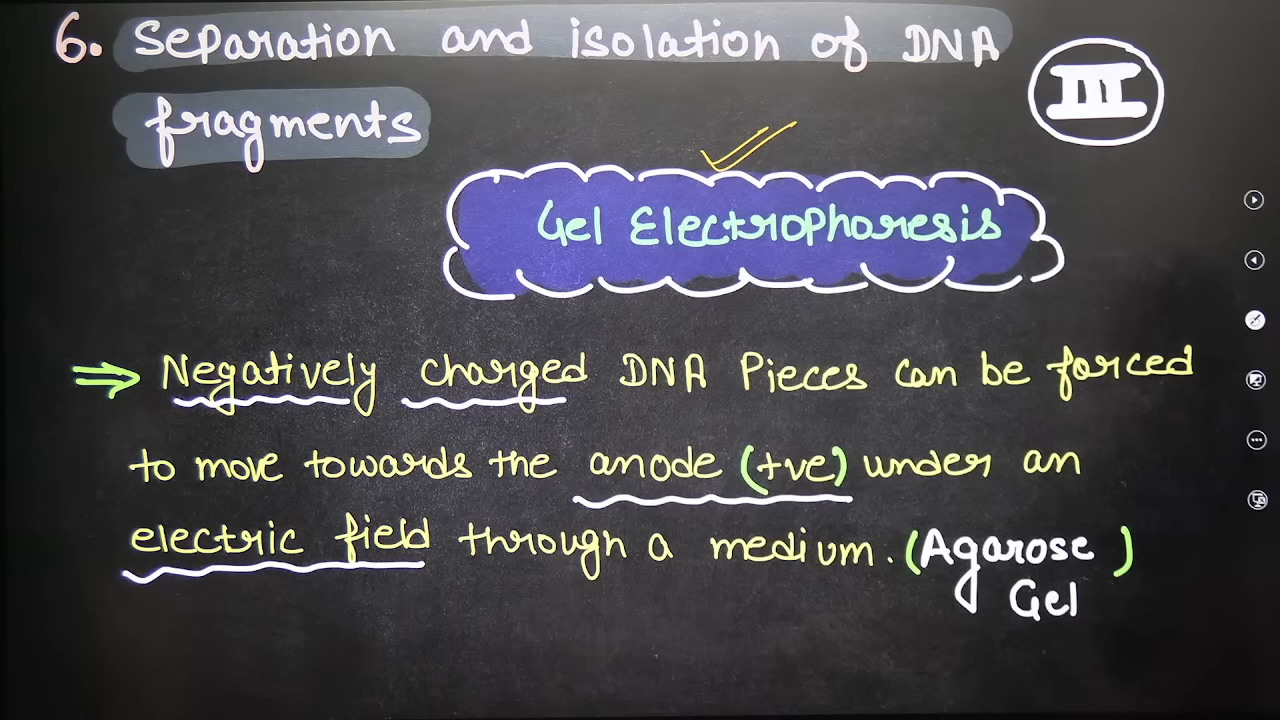 6. Separation and isolation of DNA
fragments
III
Gel Electrophoresis
⇒ Negatively charged DNA Pieces can be forced
to move towards the anode (+ve) under an
electric field through a medium. (Agarose )
Gel